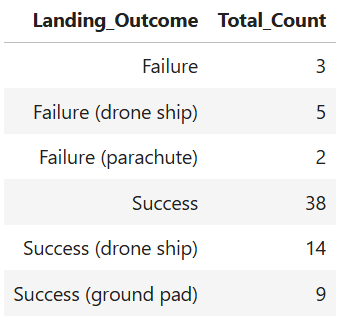 Landing_Outcome Total_Count
Failure 3
Failure (drone ship) 5
Failure (parachute) 2
Success 38
Success (drone ship) 14
Success (ground pad) 9